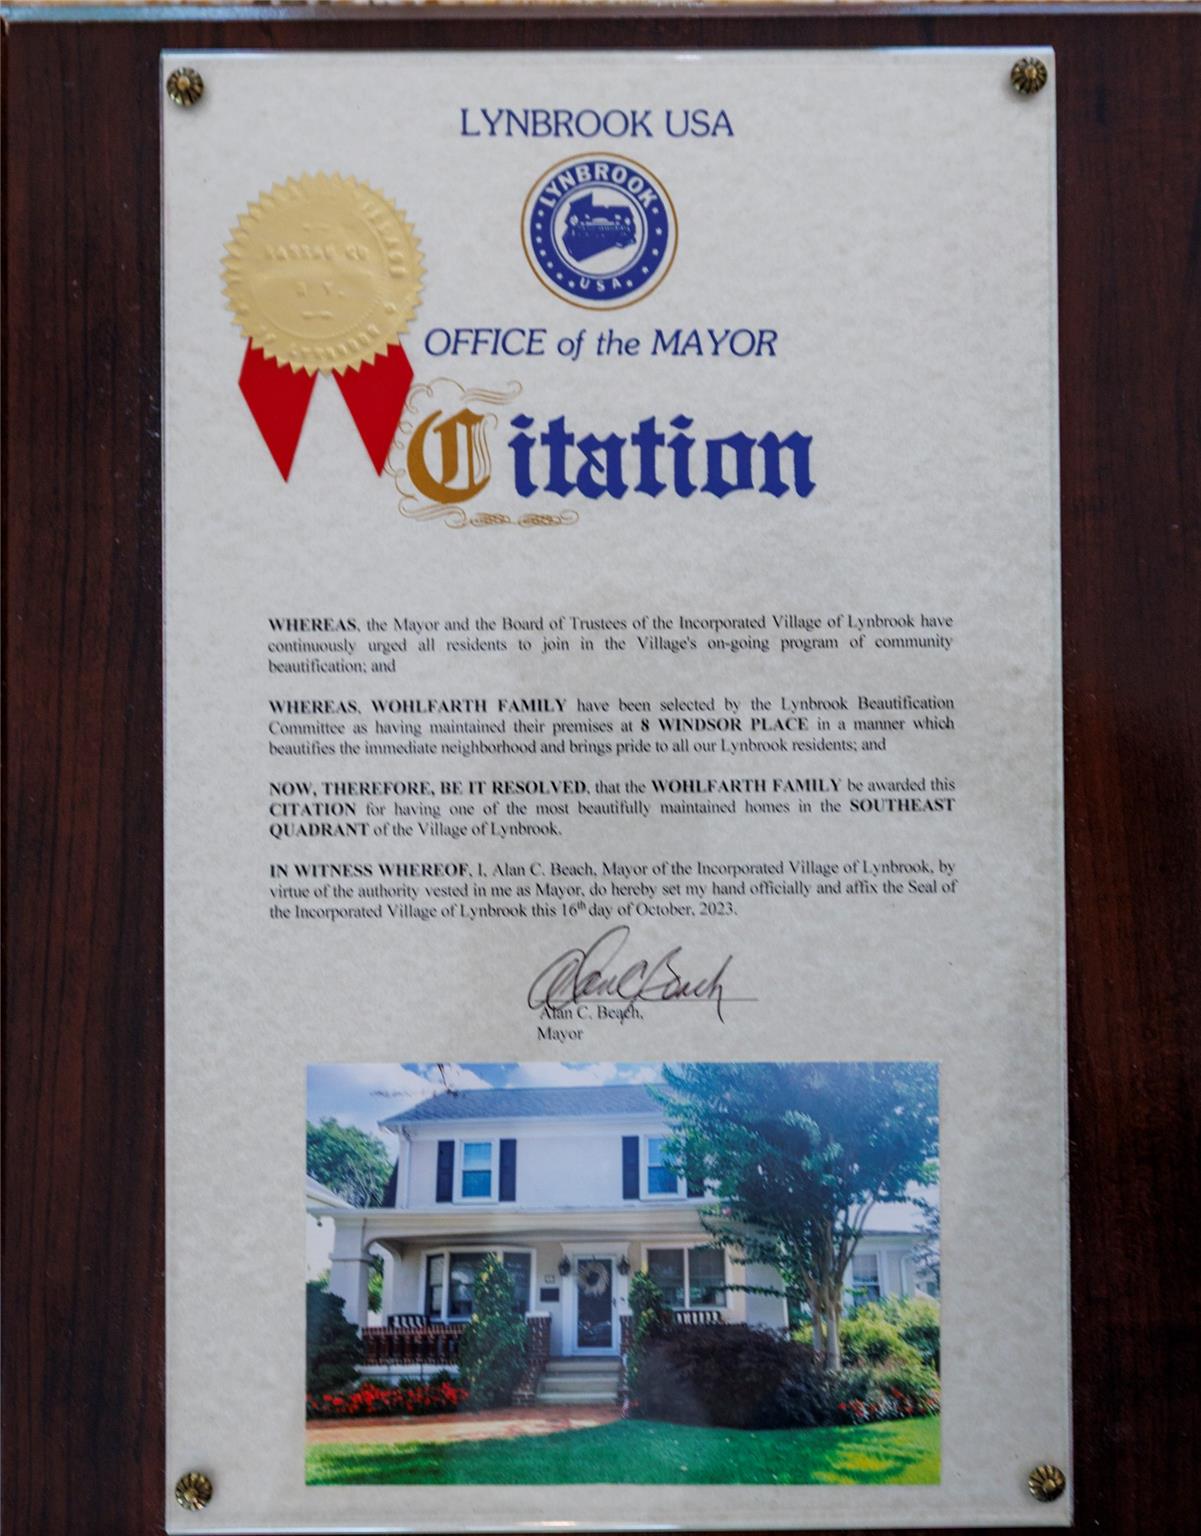 LYNBROOK USA
LYNBROOK
USA
OFFICE of the MAYOR
Citation
WHEREAS, the Mayor and the Board of Trustees of the Incorporated Village of Lynbrook have
continuously urged all residents to join in the Village's on-going program of community
beautification; and
WHEREAS, WOHLFARTH FAMILY have been selected by the Lynbrook Beautification
Committee as having maintained their premises at 8 WINDSOR PLACE in a manner which
beautifies the immediate neighborhood and brings pride to all our Lynbrook residents; and
NOW, THEREFORE, BE IT RESOLVED, that the WOHLFARTH FAMILY be awarded this
CITATION for having one of the most beautifully maintained homes in the SOUTHEAST
QUADRANT of the Village of Lynbrook.
IN WITNESS WHEREOF, I, Alan C. Beach, Mayor of the Incorporated Village of Lynbrook, by
virtue of the authority vested in me as Mayor, do hereby set my hand officially and affix the Seal of
the Incorporated Village of Lynbrook this 16th day of October, 2023.
Alan C Beach
Alan C. Beach,
Mayor